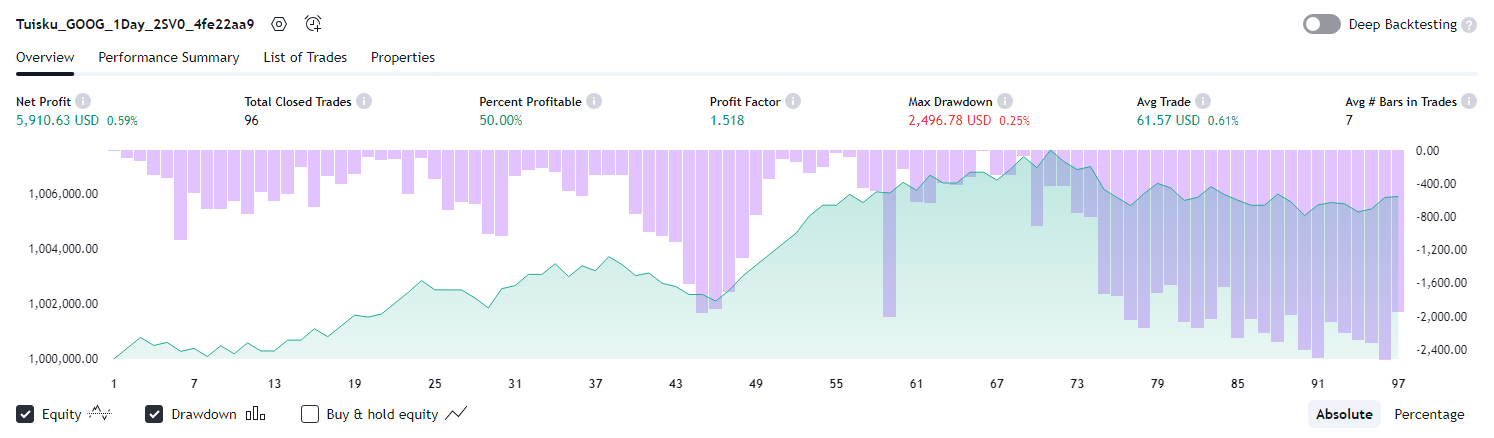 Tuisku_GOOG_1Day_2SV0_4fe22aa9 Deep Backtesting ?
Overview Performance Summary List of Trades Properties
Net Profit i Total Closed Trades i Percent Profitable i Profit Factor i Max Drawdown i Avg Trade i Avg # Bars in Trades i
5,910.63 USD 0.59% 96 50.00% 1.518 2,496.78 USD 0.25% 61.57 USD 0.61% 7
0.00
1,006,000.00 -400.00
-800.00
1,004,000.00 -1,200.00
1,002,000.00 -1,600.00
-2,000.00
1,000,000.00 -2,400.00
1 7 13 19 25 31 37 43 49 55 61 67 73 79 85 91 97
Equity Drawdown Buy & hold equity Absolute Percentage